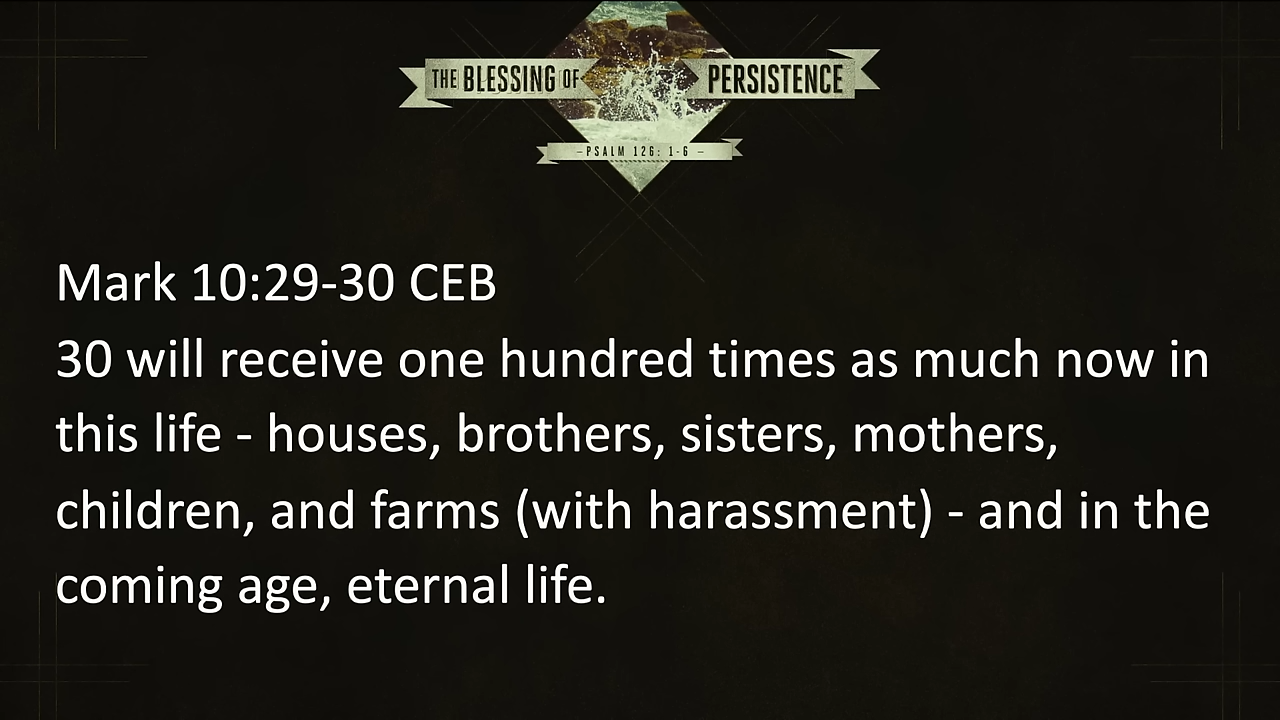 THE BLESSING OF PERSISTENCE
–PSALM 126: 1-6 –
Mark 10:29-30 CEB
30 will receive one hundred times as much now in
this life - houses, brothers, sisters, mothers,
children, and farms (with harassment) - and in the
coming age, eternal life.